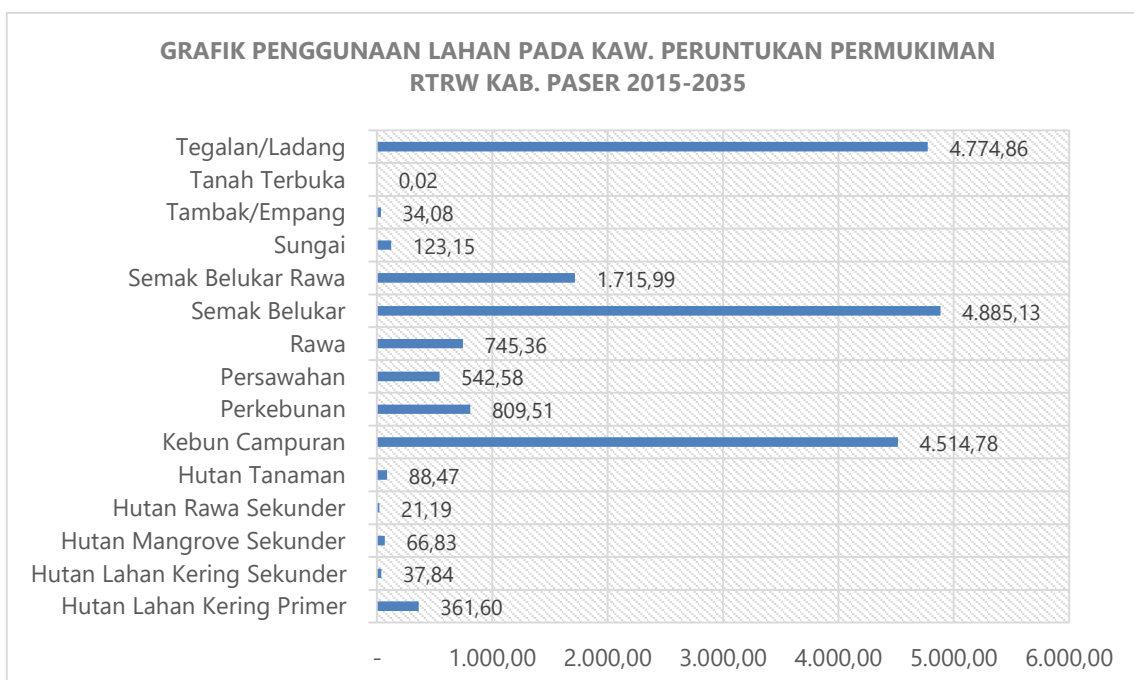 GRAFIK PENGGUNAAN LAHAN PADA KAW. PERUNTUKAN PERMUKIMAN
RTRW KAB. PASER 2015-2035
Tegalan/Ladang 4.774,86
Tanah Terbuka 0,02
Tambak/Empang 34,08
Sungai 123,15
Semak Belukar Rawa 1.715,99
Semak Belukar 4.885,13
Rawa 745,36
Persawahan 542,58
Perkebunan 809,51
Kebun Campuran 4.514,78
Hutan Tanaman 88,47
Hutan Rawa Sekunder 21,19
Hutan Mangrove Sekunder 66,83
Hutan Lahan Kering Sekunder 37,84
Hutan Lahan Kering Primer 361,60
- 1.000,00 2.000,00 3.000,00 4.000,00 5.000,00 6.000,00